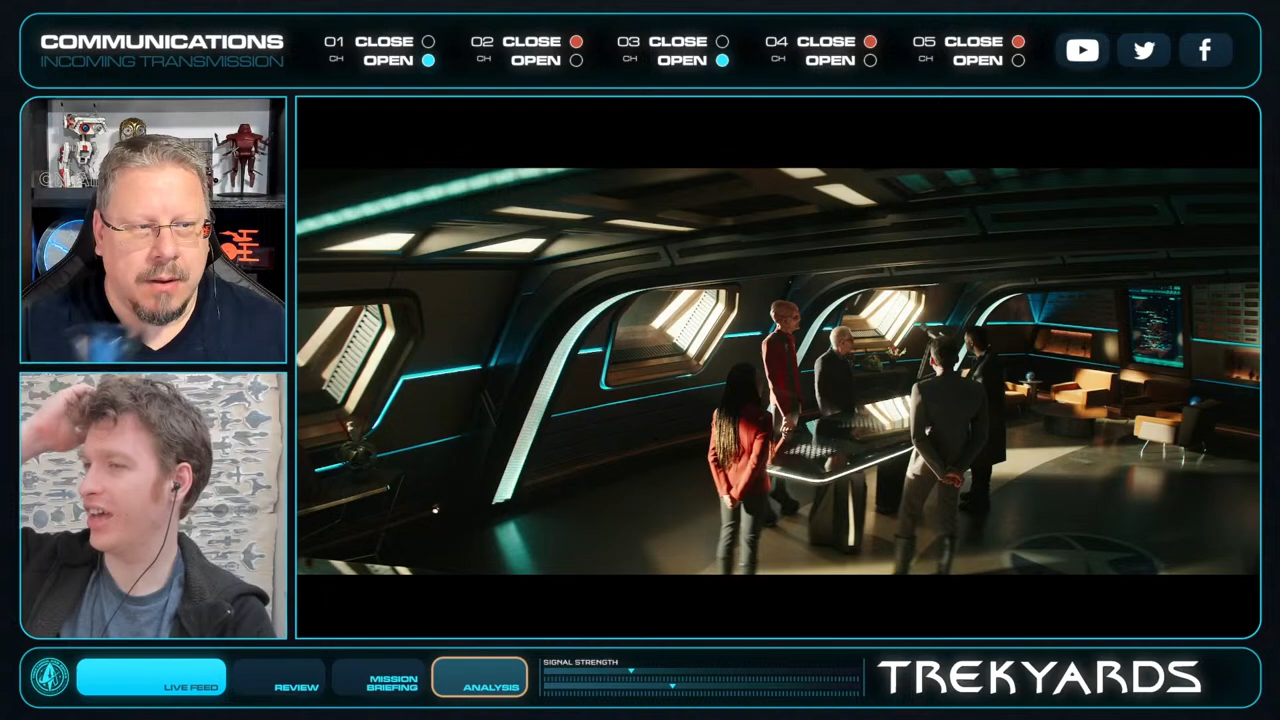 COMMUNICATIONS
INCOMING TRANSMISSION
01 CLOSE
CH OPEN
02 CLOSE
CH OPEN
03 CLOSE
CH OPEN
04 CLOSE
CH OPEN
05 CLOSE
CH OPEN
LIVE FEED
REVIEW
MISSION
BRIEFING
ANALYSIS
SIGNAL STRENGTH
TREKYARDS